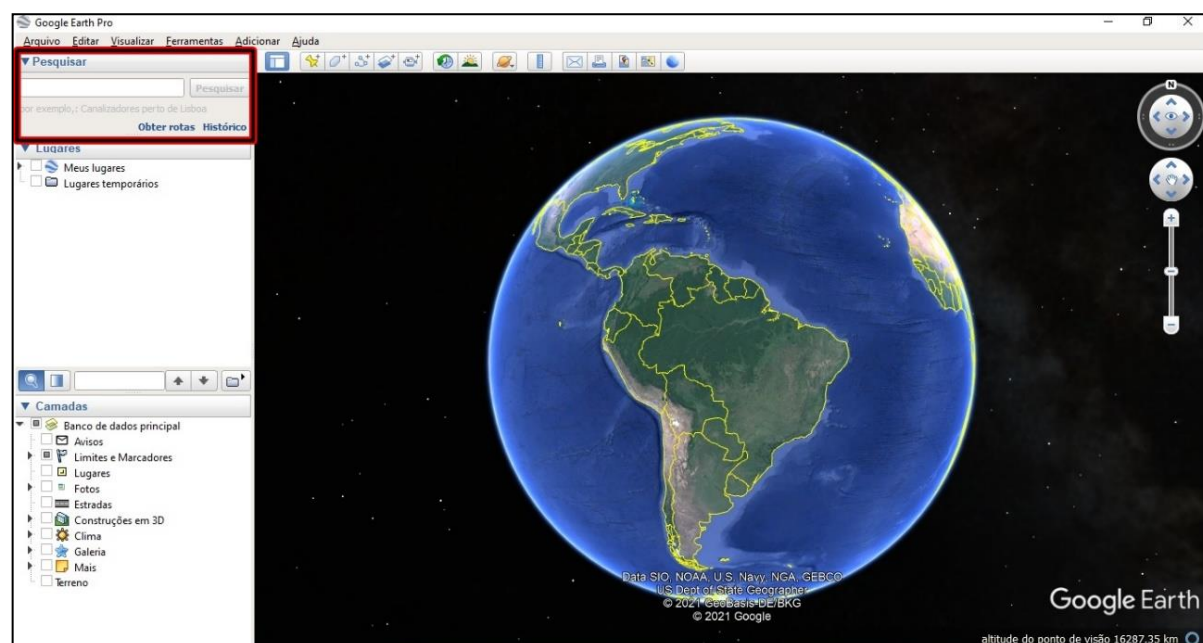 Google Earth Pro
Arquivo Editar Visualizar Ferramentas Adicionar Ajuda
Pesquisar
Pesquisar
por exemplo,: Canalizadores perto de Lisboa
Obter rotas Histórico
Lugares
Meus lugares
Lugares temporários
Camadas
Banco de dados principal
Avisos
Limites e Marcadores
Lugares
Fotos
Estradas
Construções em 3D
Clima
Galeria
Mais
Terreno
N
Data SIO, NOAA, U.S. Navy, NGA, GEBCO
US Dept of State Geographer
© 2021 GeoBasis-DE/BKG
© 2021 Google
Google Earth
altitude do ponto de visão 16287.35 km